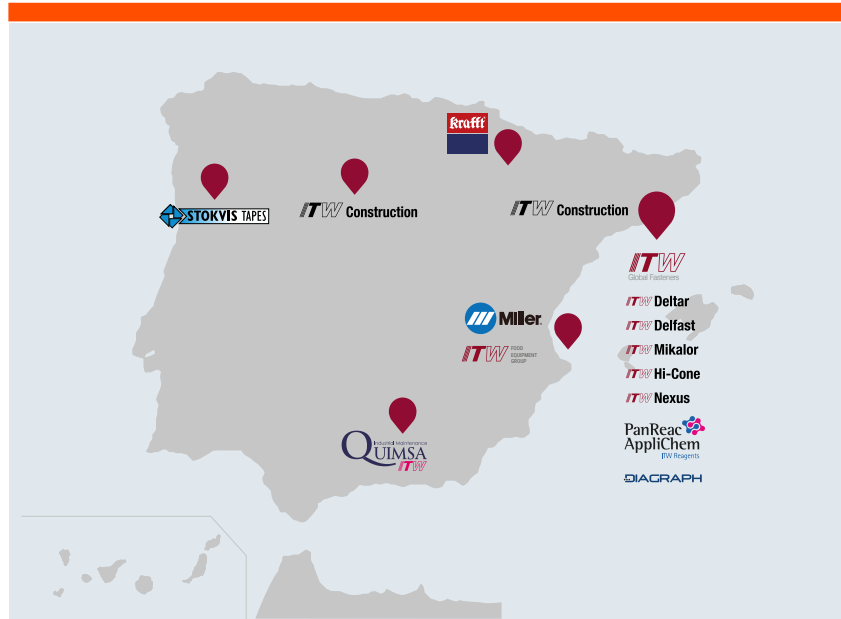 Krafft
STOKVIS TAPES
ITW Construction
ITW Construction
ITW
Global Fasteners
ITW Deltar
ITW Delfast
ITW Mikalor
ITW Hi-Cone
ITW Nexus
PanReac
AppliChem
ITW Reagents
DIAGRAPH
Miller
ITW FOOD
EQUIPMENT
GROUP
Industrial Maintenance
QUIMSA
ITW